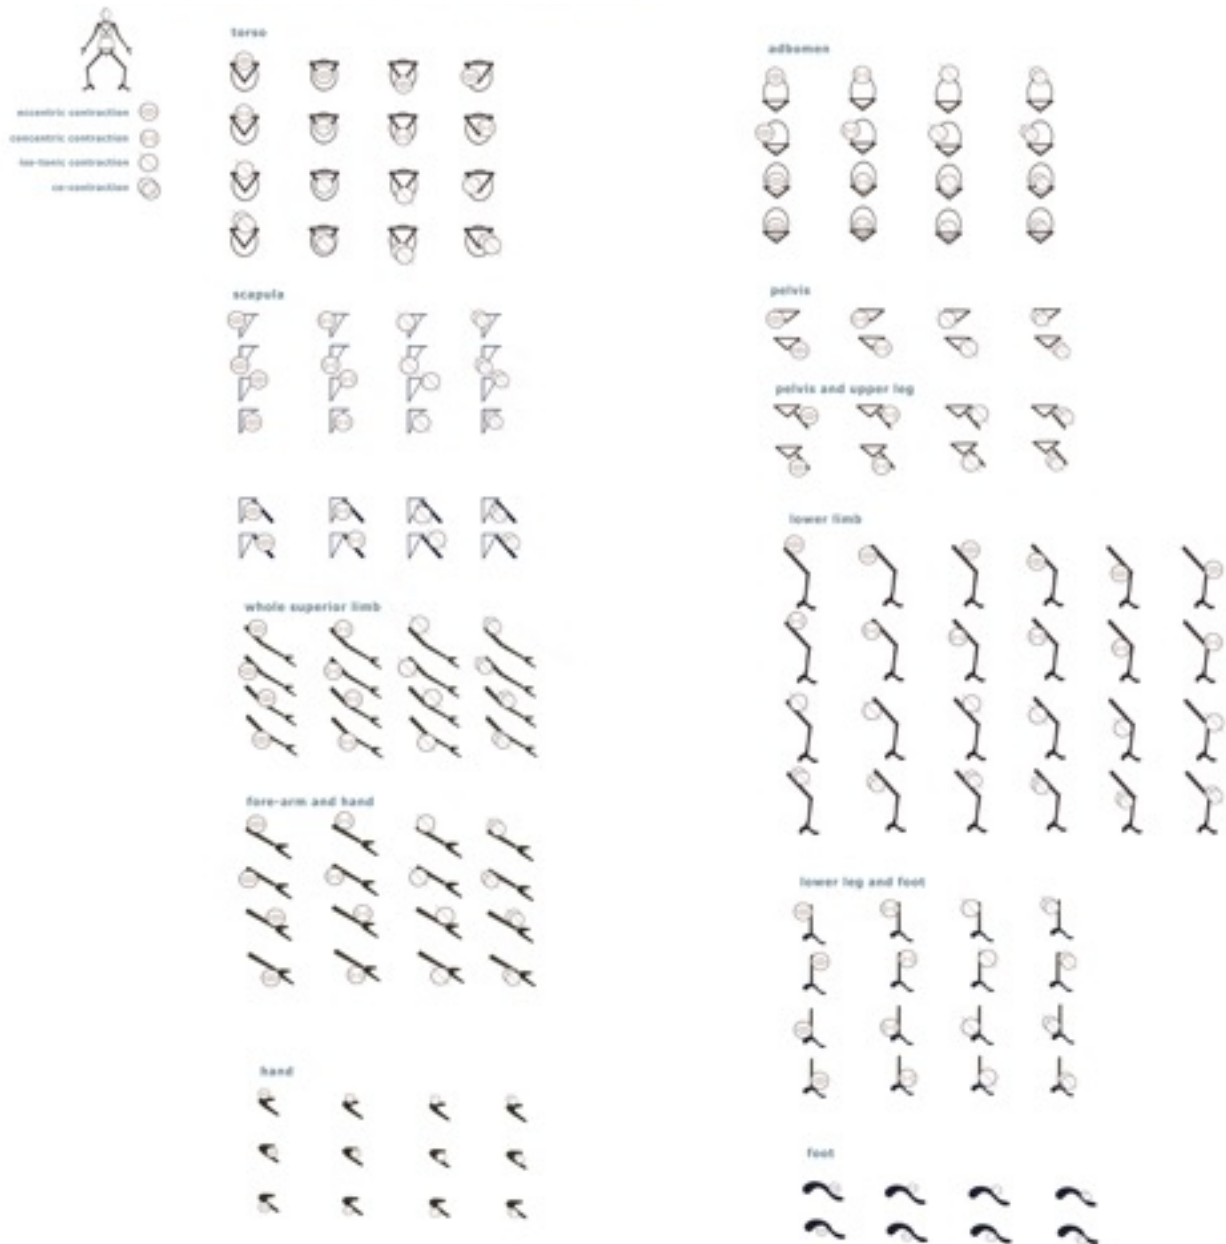 eccentric contraction
concentric contraction
iso-tonic contraction
co-contraction
torso
scapula
whole superior limb
fore-arm and hand
hand
adbomen
pelvis
pelvis and upper leg
lower limb
lower leg and foot
foot